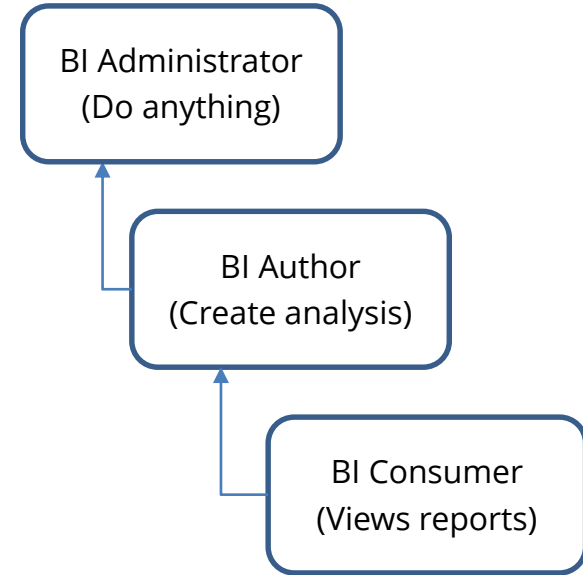 BI Administrator
(Do anything)
BI Author
(Create analysis)
BI Consumer
(Views reports)